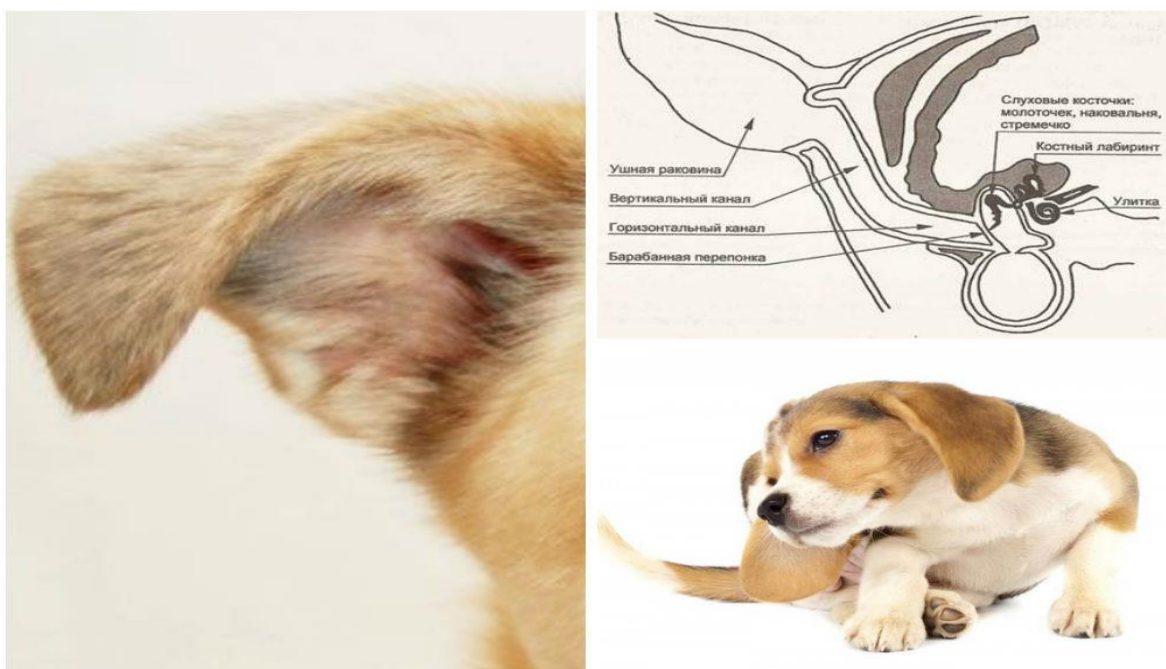 Слуховые косточки:
молоточек, наковальня,
стремечко
Костный лабиринт
Ушная раковина
Вертикальный канал
Улитка
Горизонтальный канал
Барабанная перепонка